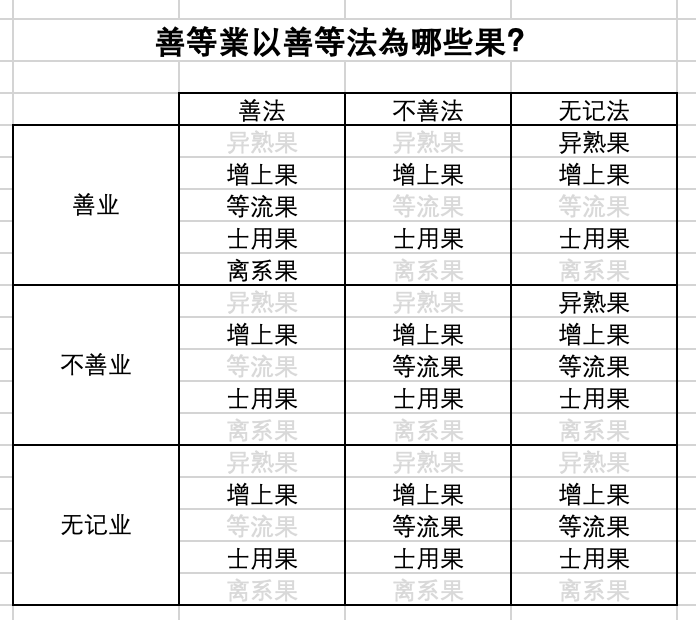 善等業以善等法為哪些果？
善法 不善法 无记法
异熟果 异熟果 异熟果
增上果 增上果 增上果
善业 等流果 等流果 等流果
士用果 士用果 士用果
离系果 离系果 离系果
异熟果 异熟果 异熟果
增上果 增上果 增上果
不善业 等流果 等流果 等流果
士用果 士用果 士用果
离系果 离系果 离系果
异熟果 异熟果 异熟果
增上果 增上果 增上果
无记业 等流果 等流果 等流果
士用果 士用果 士用果
离系果 离系果 离系果